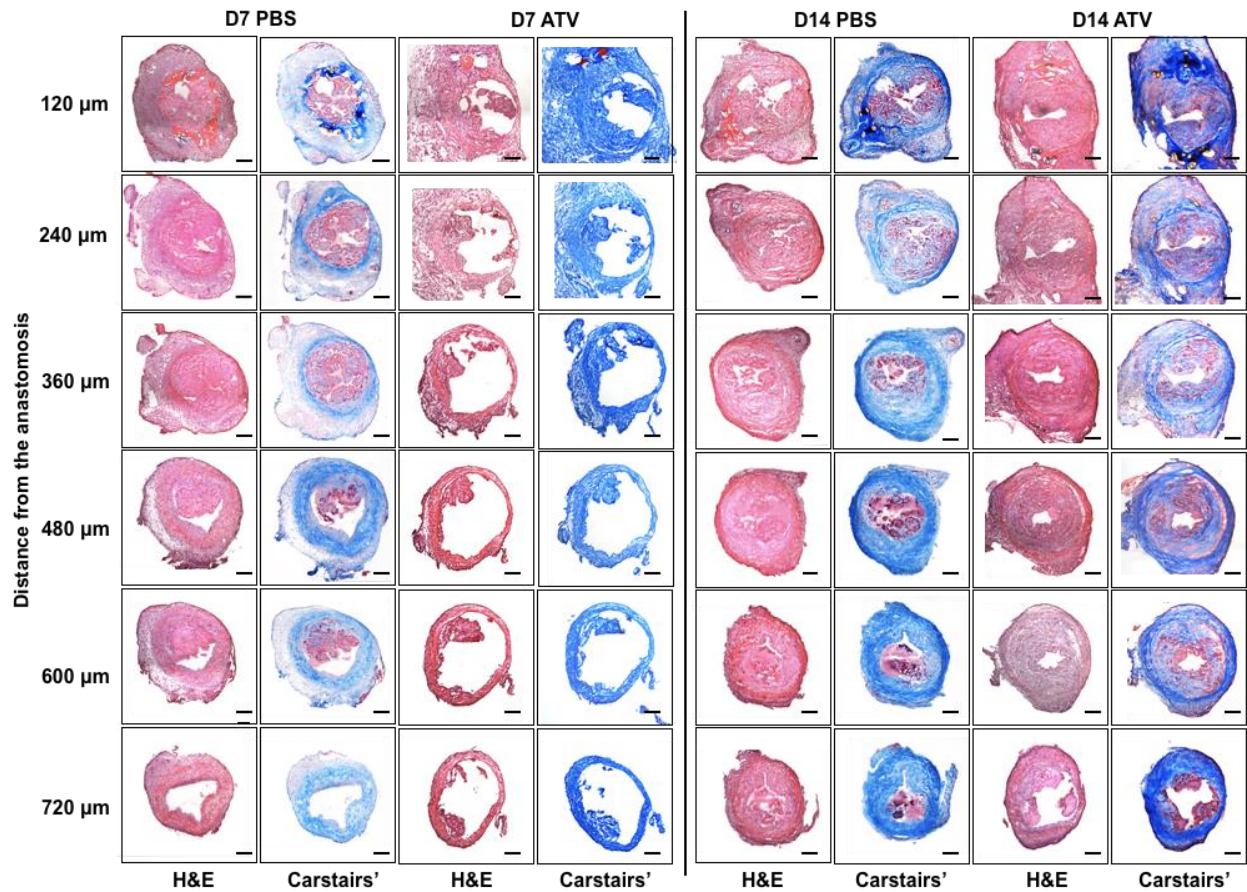 D7 PBS D7 ATV D14 PBS D14 ATV
Distance from the anastomosis
120 µm
240 µm
360 µm
480 µm
600 µm
720 µm
H&E Carstairs’ H&E Carstairs’ H&E Carstairs’ H&E Carstairs’